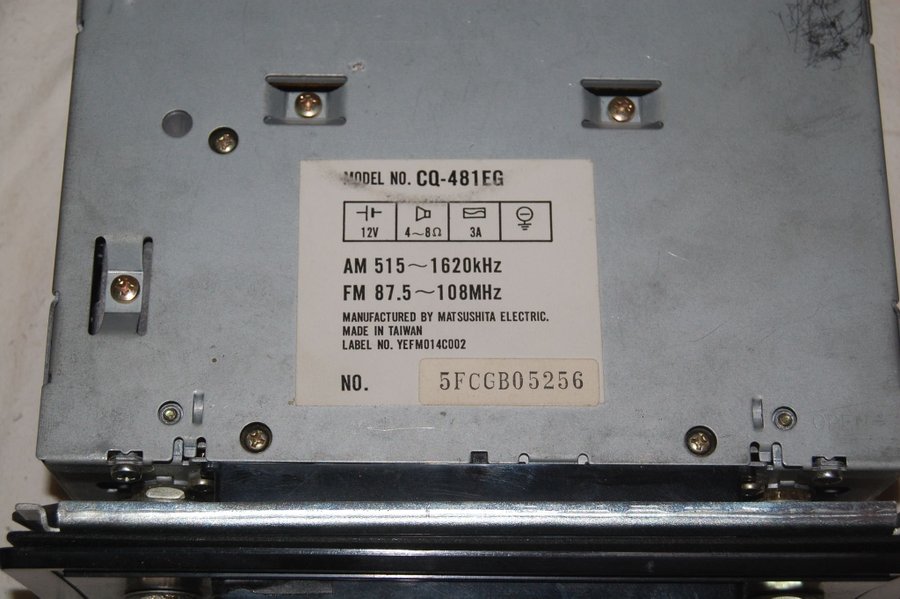 MODEL NO. CQ-481EG
12V 4~8Ω 3A
AM 515~1620kHz
FM 87.5~108MHz
MANUFACTURED BY MATSUSHITA ELECTRIC.
MADE IN TAIWAN
LABEL NO. YEFM014C002
NO. 5FCGB05256